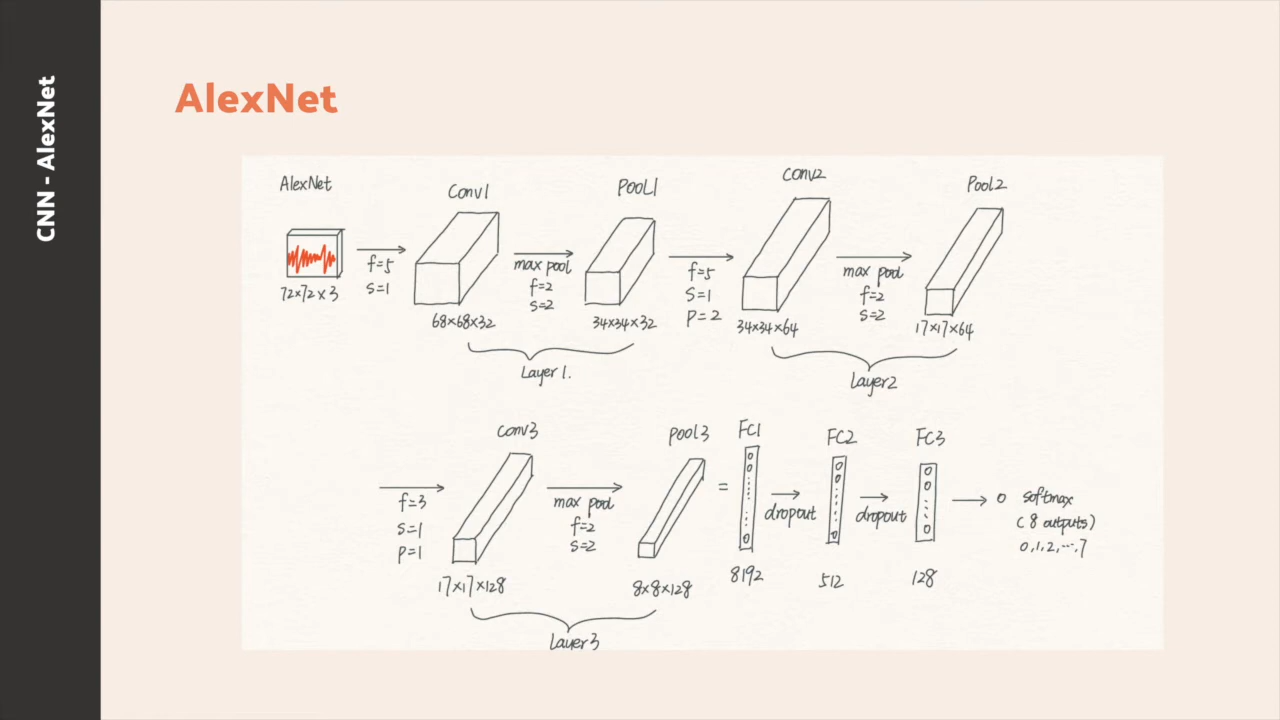 CNN - AlexNet
AlexNet
AlexNet
72×72×3
f=5
s=1
Conv1
68×68×32
max pool
f=2
s=2
POOL1
34×34×32
Layer 1.
f=5
S=1
P=2
Conv2
34×34×64
max pool
f=2
s=2
Pool2
17×17×64
Layer2
f=3
s=1
p=1
Conv3
17×17×128
max pool
f=2
s=2
Pool3
8×8×128
Layer3
=
FC1
8192
dropout
FC2
512
dropout
FC3
128
softmax
(8 outputs)
0,1,2,...,7